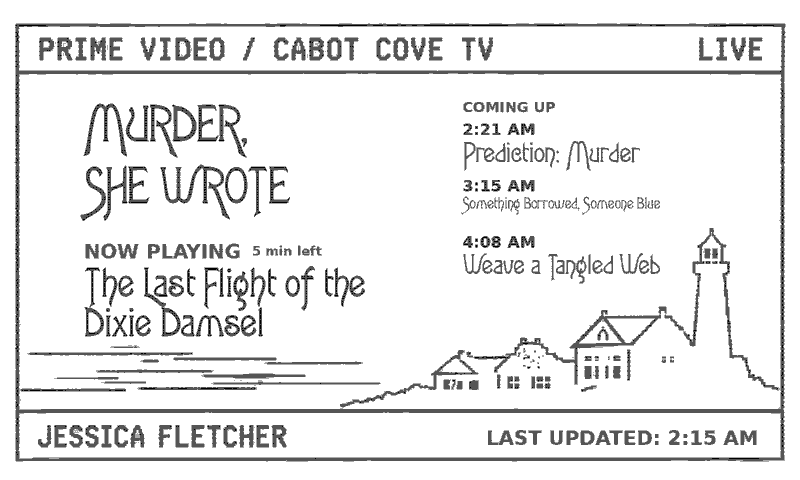 PRIME VIDEO / CABOT COVE TV
LIVE
MURDER,
SHE WROTE
NOW PLAYING 5 min left
The Last Flight of the
Dixie Damsel
COMING UP
2:21 AM
Prediction: Murder
3:15 AM
Something Borrowed, Someone Blue
4:08 AM
Weave a Tangled Web
JESSICA FLETCHER
LAST UPDATED: 2:15 AM